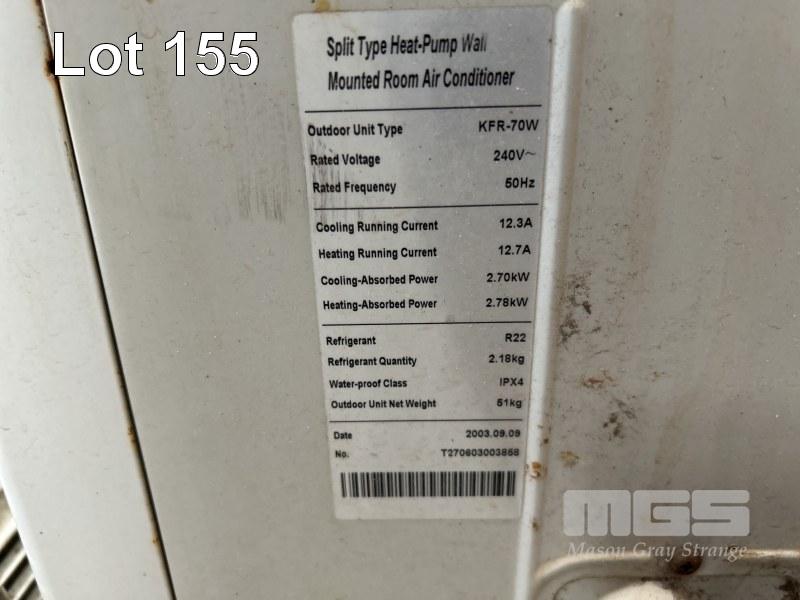 Lot 155
Split Type Heat-Pump Wall
Mounted Room Air Conditioner
Outdoor Unit Type KFR-70W
Rated Voltage 240V~
Rated Frequency 50Hz
Cooling Running Current 12.3A
Heating Running Current 12.7A
Cooling-Absorbed Power 2.70kW
Heating-Absorbed Power 2.78kW
Refrigerant R22
Refrigerant Quantity 2.18kg
Water-proof Class IPX4
Outdoor Unit Net Weight 51kg
Date 2003.09.09
No. T270603003858
MGS
Mason Gray Strange